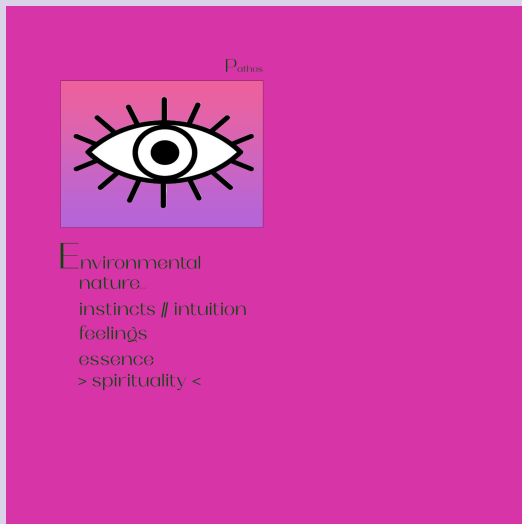 Pathos
Environmental
nature..
instincts // intuition
feelings
essence
> spirituality <